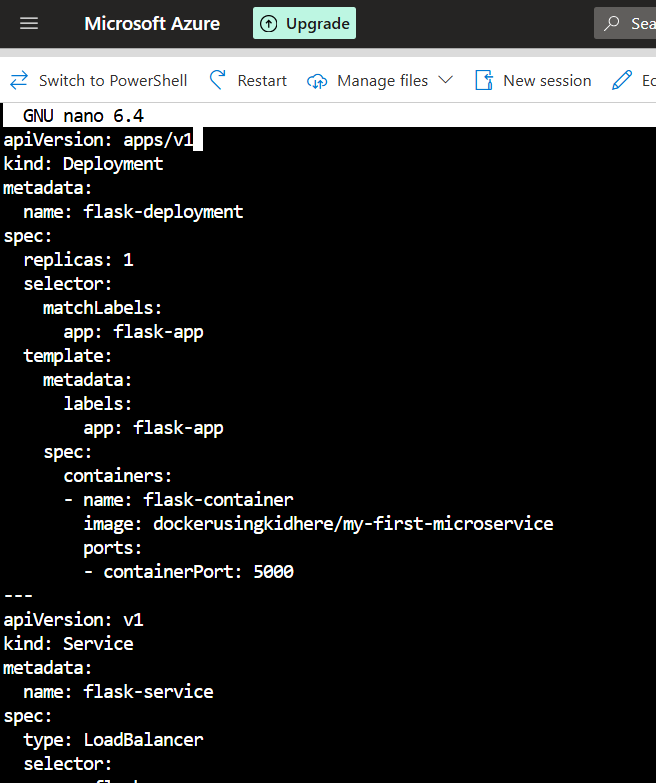 Microsoft Azure Upgrade
Switch to PowerShell Restart Manage files New session
GNU nano 6.4
apiVersion: apps/v1
kind: Deployment
metadata:
  name: flask-deployment
spec:
  replicas: 1
  selector:
    matchLabels:
      app: flask-app
  template:
    metadata:
      labels:
        app: flask-app
    spec:
      containers:
      - name: flask-container
        image: dockerusingkidhere/my-first-microservice
        ports:
        - containerPort: 5000
---
apiVersion: v1
kind: Service
metadata:
  name: flask-service
spec:
  type: LoadBalancer
  selector: